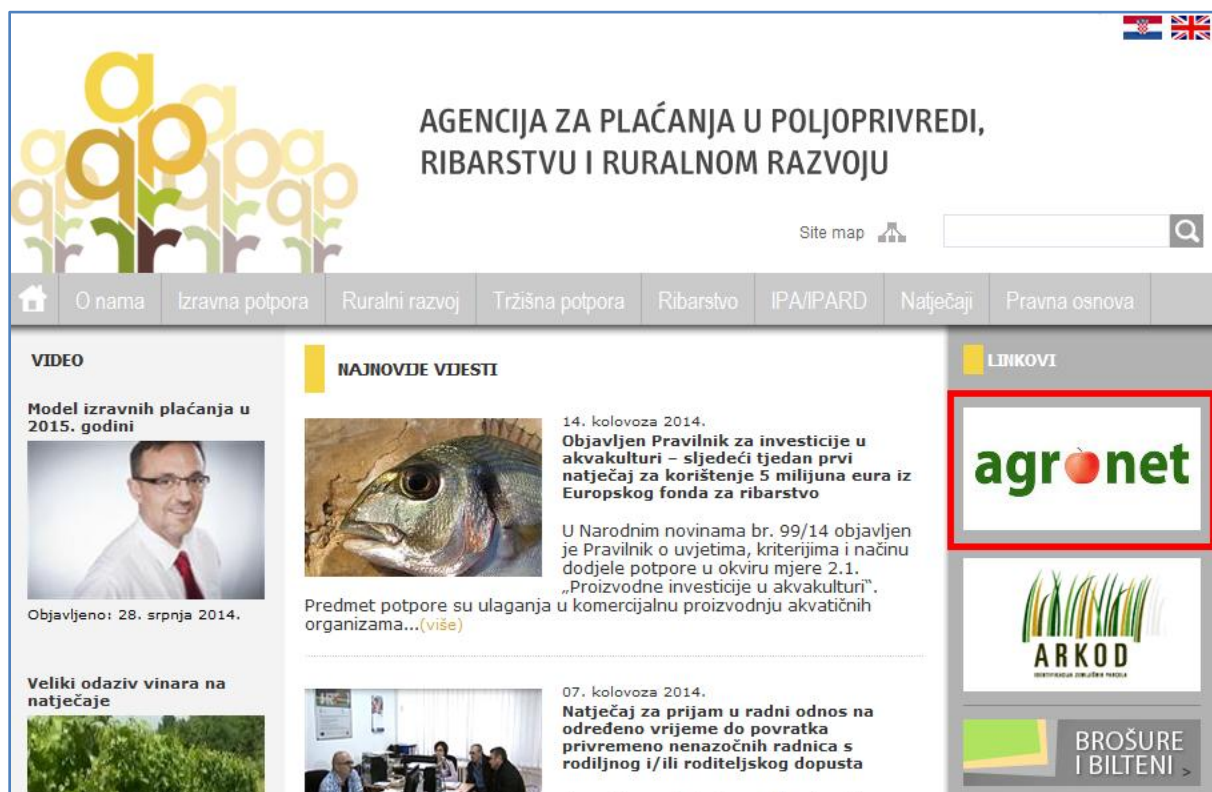 AGENCIJA ZA PLAĆANJA U POLJOPRIVREDI,
RIBARSTVU I RURALNOM RAZVOJU
Site map
O nama Izravna potpora Ruralni razvoj Tržišna potpora Ribarstvo IPA/IPARD Natječaji Pravna osnova
VIDEO
Model izravnih plaćanja u
2015. godini
Objavljeno: 28. srpnja 2014.
Veliki odaziv vinara na
natječaje
NAJNOVIJE VIJESTI
14. kolovoza 2014.
Objavljen Pravilnik za investicije u
akvakulturi – sljedeći tjedan prvi
natječaj za korištenje 5 milijuna eura iz
Europskog fonda za ribarstvo
U Narodnim novinama br. 99/14 objavljen
je Pravilnik o uvjetima, kriterijima i načinu
dodjele potpore u okviru mjere 2.1.
„Proizvodne investicije u akvakulturi“.
Predmet potpore su ulaganja u komercijalnu proizvodnju akvatičnih
organizama...(više)
07. kolovoza 2014.
Natječaj za prijam u radni odnos na
određeno vrijeme do povratka
privremeno nenazočnih radnica s
rodiljnog i/ili roditeljskog dopusta
LINKOVI
agronet
ARKOD
IDENTIFIKACIJA ZEMLJIŠNIH PARCELA
BROŠURE
I BILTENI >